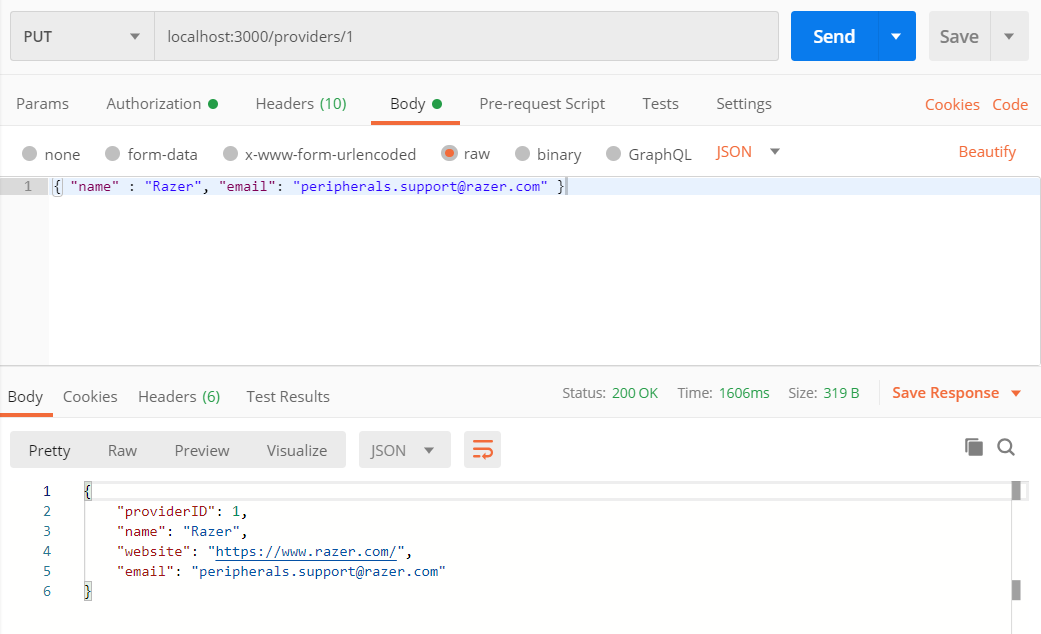 PUT localhost:3000/providers/1 Send Save
Params Authorization Headers (10) Body Pre-request Script Tests Settings Cookies Code
none form-data x-www-form-urlencoded raw binary GraphQL JSON Beautify
1 { "name" : "Razer", "email": "peripherals.support@razer.com" }
Body Cookies Headers (6) Test Results Status: 200 OK Time: 1606ms Size: 319 B Save Response
Pretty Raw Preview Visualize JSON
1 {
2 "providerID": 1,
3 "name": "Razer",
4 "website": "https://www.razer.com/",
5 "email": "peripherals.support@razer.com"
6 }